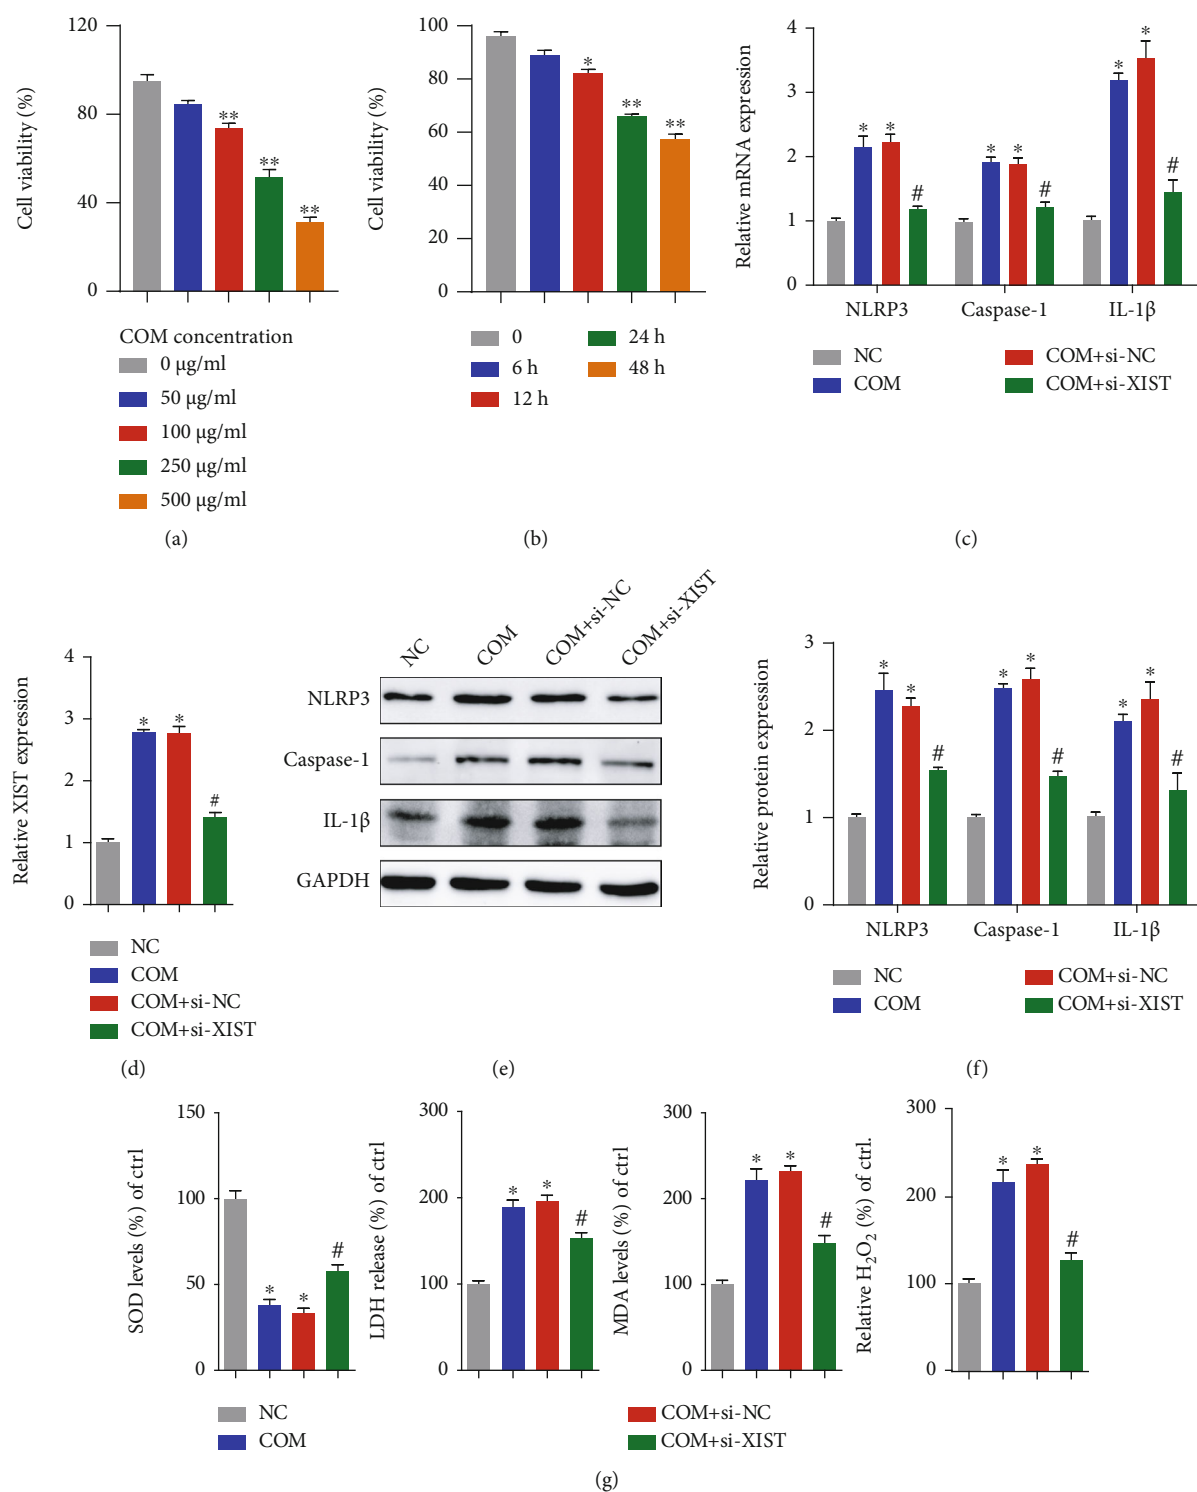 Cell viability (%)
120
80
40
0
**
**
**
**
COM concentration
0 µg/ml
50 µg/ml
100 µg/ml
250 µg/ml
500 µg/ml
(a)
Cell viability (%)
100
80
60
40
20
0
*
**
**
0
6 h
12 h
24 h
48 h
(b)
Relative mRNA expression
4
3
2
1
0
* * #
* * #
* * #
NLRP3 Caspase-1 IL-1β
NC
COM
COM+si-NC
COM+si-XIST
(c)
Relative XIST expression
4
3
2
1
0
* * #
NC
COM
COM+si-NC
COM+si-XIST
(d)
NC COM COM+si-NC COM+si-XIST
NLRP3
Caspase-1
IL-1β
GAPDH
(e)
Relative protein expression
3
2
1
0
* * #
* * #
* * #
NLRP3 Caspase-1 IL-1β
NC
COM
COM+si-NC
COM+si-XIST
(f)
SOD levels (%) of ctrl
150
100
50
0
* * #
LDH release (%) of ctrl
300
200
100
0
* * #
MDA levels (%) of ctrl
300
200
100
0
* * #
Relative H₂O₂ (%) of ctrl.
300
200
100
0
* * #
NC
COM
COM+si-NC
COM+si-XIST
(g)